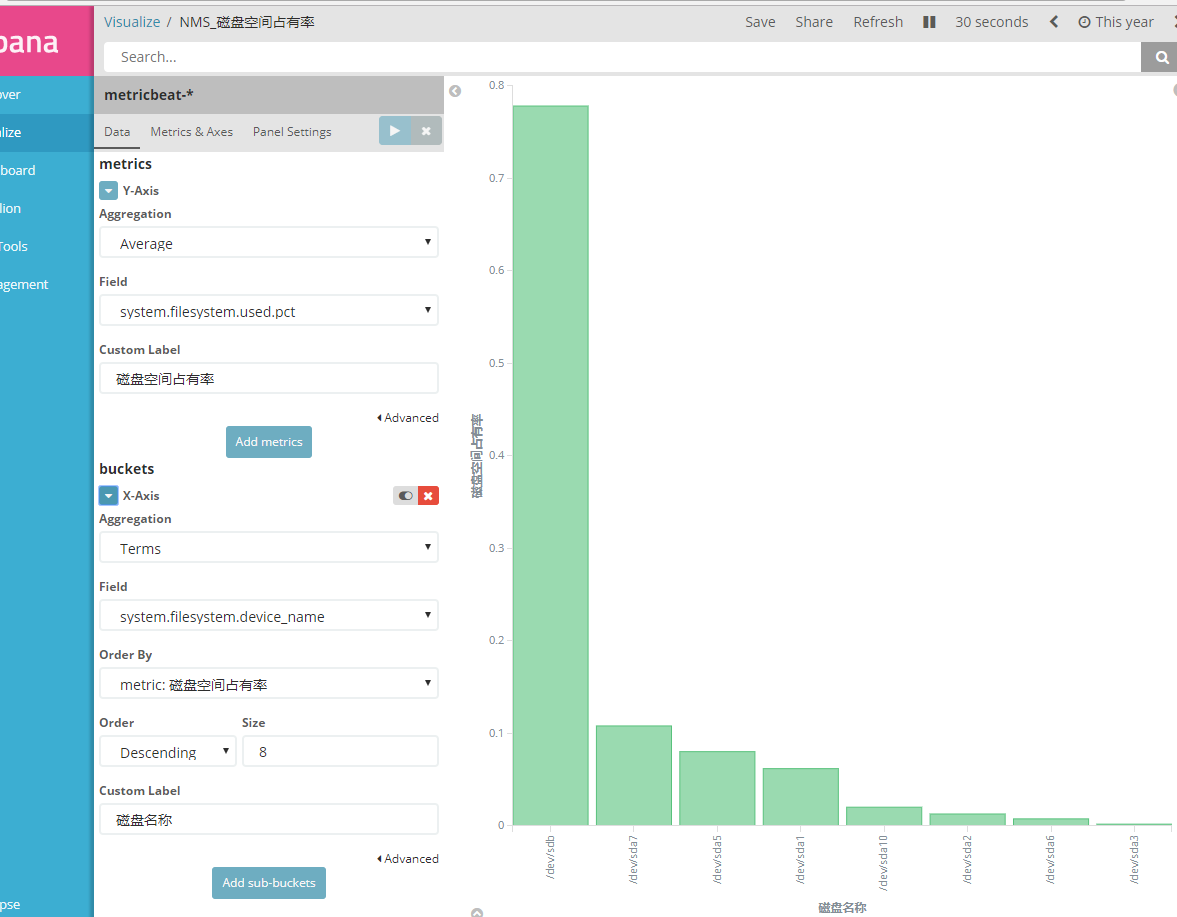 Visualize / NMS_磁盘空间占有率
Save Share Refresh 30 seconds This year
bana
Search...
over
alize
board
lion
Tools
agement
pse
metricbeat-*
Data Metrics & Axes Panel Settings
metrics
Y-Axis
Aggregation
Average
Field
system.filesystem.used.pct
Custom Label
磁盘空间占有率
Advanced
Add metrics
buckets
X-Axis
Aggregation
Terms
Field
system.filesystem.device_name
Order By
metric: 磁盘空间占有率
Order Size
Descending 8
Custom Label
磁盘名称
Advanced
Add sub-buckets
磁盘空间占有率
0.8
0.7
0.6
0.5
0.4
0.3
0.2
0.1
0
/dev/sdb
/dev/sda7
/dev/sda5
/dev/sda1
/dev/sda10
/dev/sda2
/dev/sda6
/dev/sda3
磁盘名称